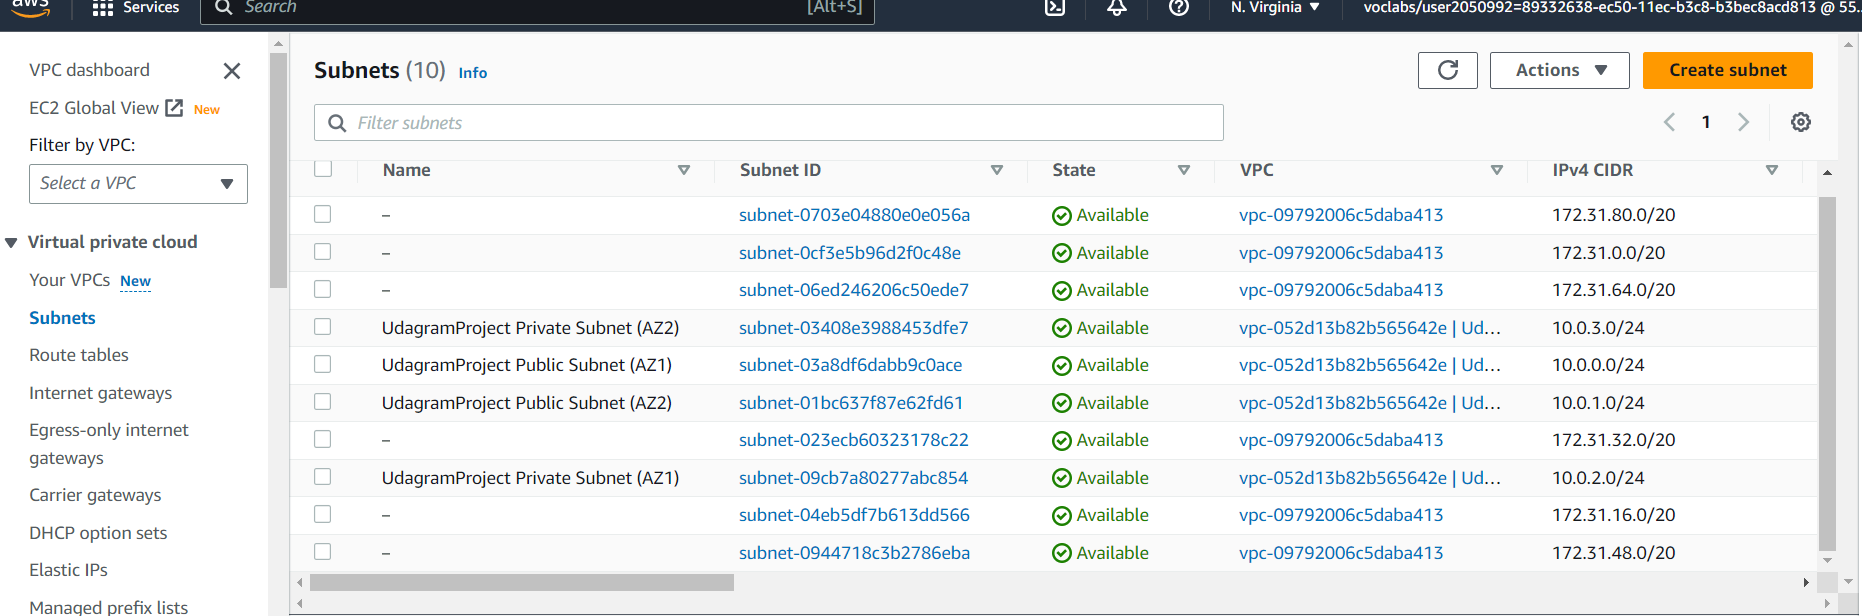 aws Services Search [Alt+S] N. Virginia ▼ voclabs/user2050992=89332638-ec50-11ec-b3c8-b3bec8acd813 @ 55...
VPC dashboard
EC2 Global View New
Filter by VPC:
Select a VPC
Virtual private cloud
Your VPCs New
Subnets
Route tables
Internet gateways
Egress-only internet
gateways
Carrier gateways
DHCP option sets
Elastic IPs
Managed prefix lists
Subnets (10) Info
Actions ▼
Create subnet
Filter subnets
1
Name Subnet ID State VPC IPv4 CIDR
– subnet-0703e04880e0e056a Available vpc-09792006c5daba413 172.31.80.0/20
– subnet-0cf3e5b96d2f0c48e Available vpc-09792006c5daba413 172.31.0.0/20
– subnet-06ed246206c50ede7 Available vpc-09792006c5daba413 172.31.64.0/20
UdagramProject Private Subnet (AZ2) subnet-03408e3988453dfe7 Available vpc-052d13b82b565642e | Ud... 10.0.3.0/24
UdagramProject Public Subnet (AZ1) subnet-03a8df6dabb9c0ace Available vpc-052d13b82b565642e | Ud... 10.0.0.0/24
UdagramProject Public Subnet (AZ2) subnet-01bc637f87e62fd61 Available vpc-052d13b82b565642e | Ud... 10.0.1.0/24
– subnet-023ecb60323178c22 Available vpc-09792006c5daba413 172.31.32.0/20
UdagramProject Private Subnet (AZ1) subnet-09cb7a80277abc854 Available vpc-052d13b82b565642e | Ud... 10.0.2.0/24
– subnet-04eb5df7b613dd566 Available vpc-09792006c5daba413 172.31.16.0/20
– subnet-0944718c3b2786eba Available vpc-09792006c5daba413 172.31.48.0/20